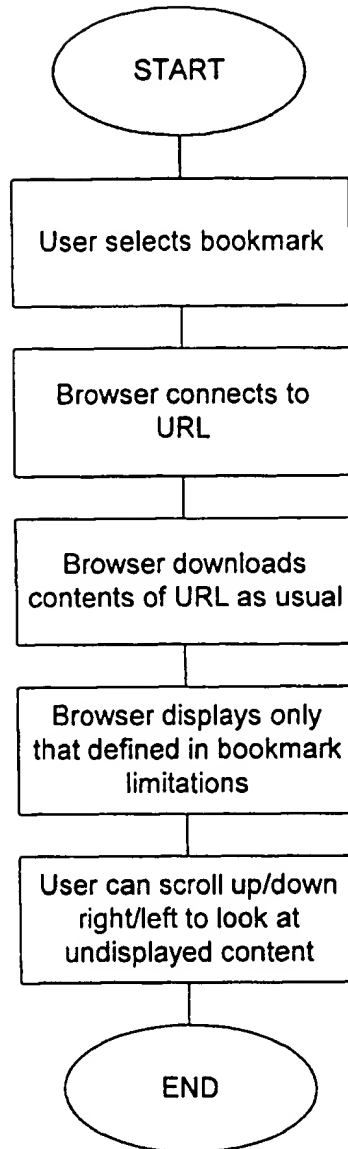 START
User selects bookmark
Browser connects to
URL
Browser downloads
contents of URL as usual
Browser displays only
that defined in bookmark
limitations
User can scroll up/down
right/left to look at
undisplayed content
END